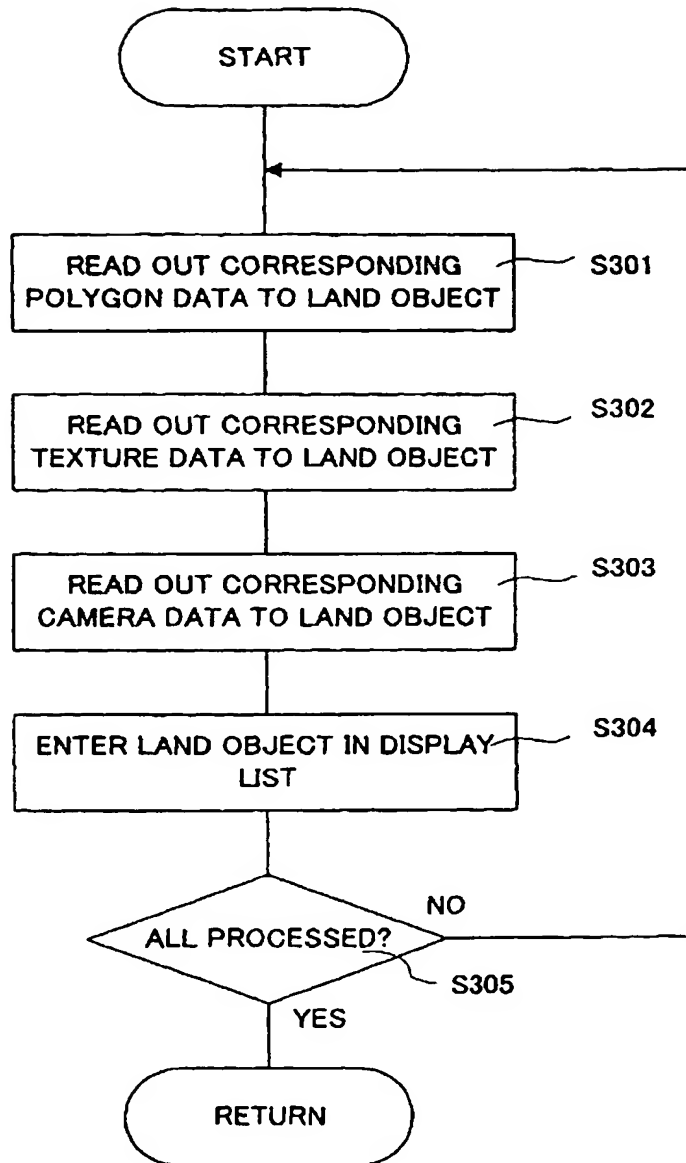 START
READ OUT CORRESPONDING
POLYGON DATA TO LAND OBJECT
S301
READ OUT CORRESPONDING
TEXTURE DATA TO LAND OBJECT
S302
READ OUT CORRESPONDING
CAMERA DATA TO LAND OBJECT
S303
ENTER LAND OBJECT IN DISPLAY
LIST
S304
ALL PROCESSED?
NO
S305
YES
RETURN